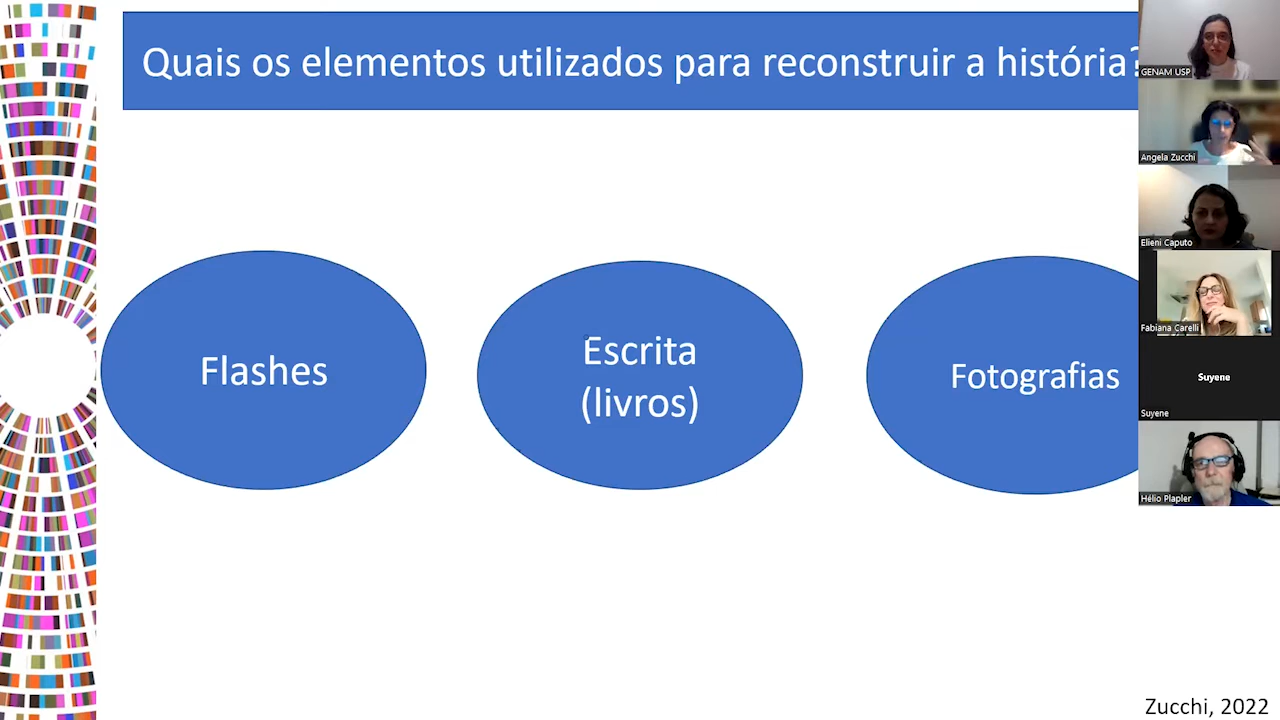 Quais os elementos utilizados para reconstruir a história?
Flashes
Escrita
(livros)
Fotografias
Zucchi, 2022
GENAM USP
Angela Zucchi
Elieni Caputo
Fabiana Carelli
Suyene
Suyene
Hélio Plapler